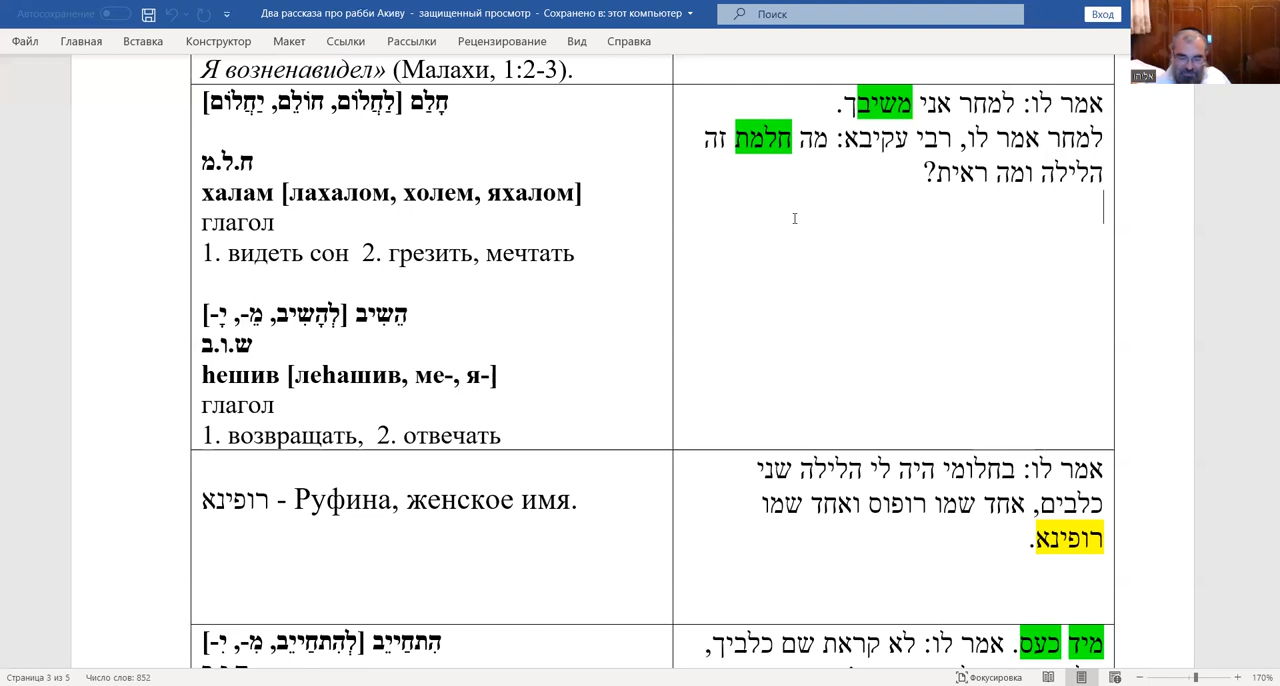 Автосохранение
Два рассказа про рабби Акиву - защищенный просмотр - Сохранено в: этот компьютер
Поиск
Вход
Файл Главная Вставка Конструктор Макет Ссылки Рассылки Рецензирование Вид Справка
אליהו
Я возненавидел» (Малахи, 1:2-3).
חָלַם [לַחֲלוֹם, חוֹלֵם, יַחֲלוֹם]
ח.ל.מ
халам [лахалом, холем, яхалом]
глагол
1. видеть сон 2. грезить, мечтать
הֵשִׁיב [לְהָשִׁיב, מֵ-, יָ-]
ש.ו.ב
hешив [леhашив, ме-, я-]
глагол
1. возвращать, 2. отвечать
אמר לו: למחר אני משיבך.
למחר אמר לו, רבי עקיבא: מה חלמת זה
הלילה ומה ראית?
רופינא - Руфина, женское имя.
אמר לו: בחלומי היה לי הלילה שני
כלבים, אחד שמו רופוס ואחד שמו
רופינא.
הִתחַייֵב [לְהִתחַייֵב, מִ-, יִ-]
מיד כעס. אמר לו: לא קראת שם כלביך,
Страница 3 из 5 Число слов: 852
Фокусировка
170%